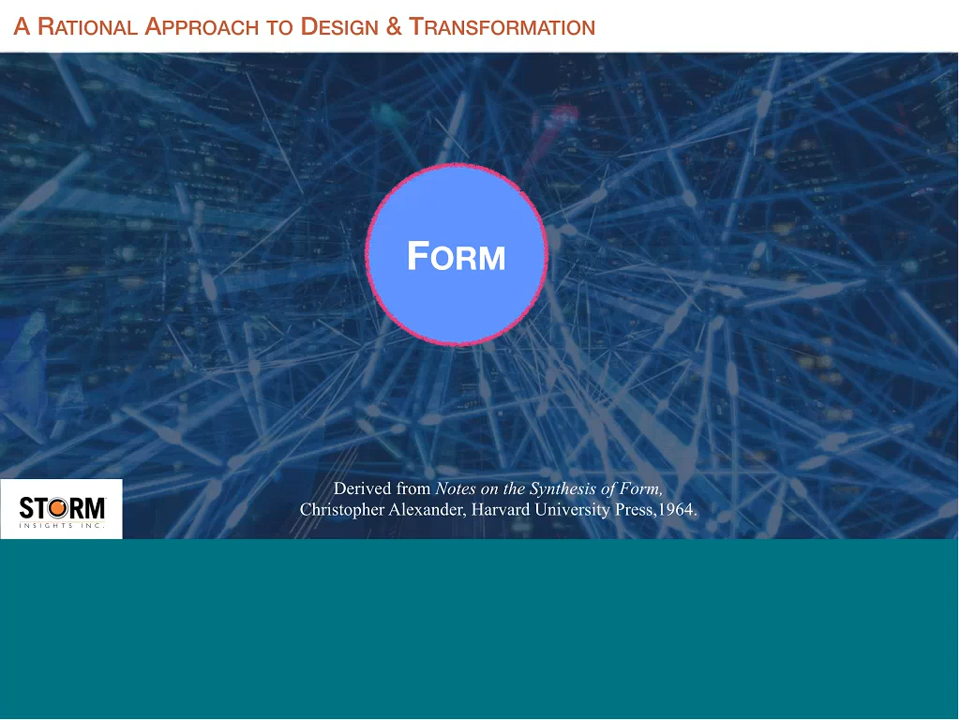 A RATIONAL APPROACH TO DESIGN & TRANSFORMATION
FORM
Derived from Notes on the Synthesis of Form,
Christopher Alexander, Harvard University Press,1964.
STORM
INSIGHTS INC.